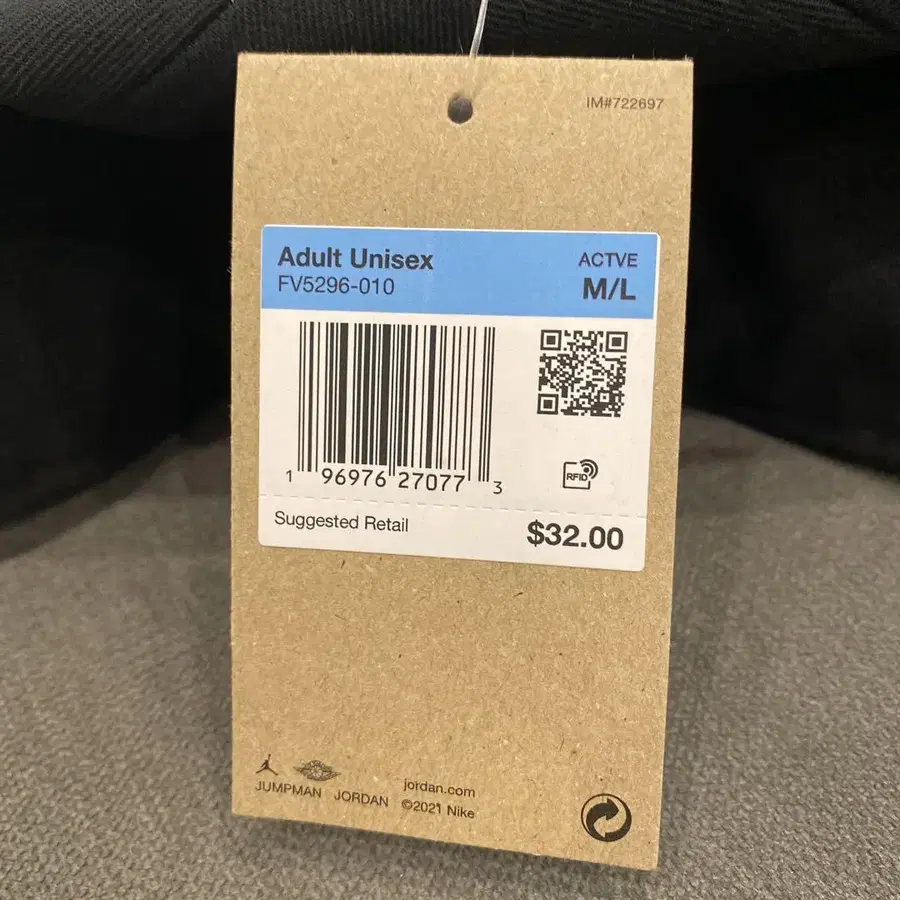 IM#722697
Adult Unisex
ACTVE
FV5296-010
M/L
1 96976 27077 3
RFID
Suggested Retail
$32.00
JUMPMAN JORDAN
jordan.com
©2021 Nike